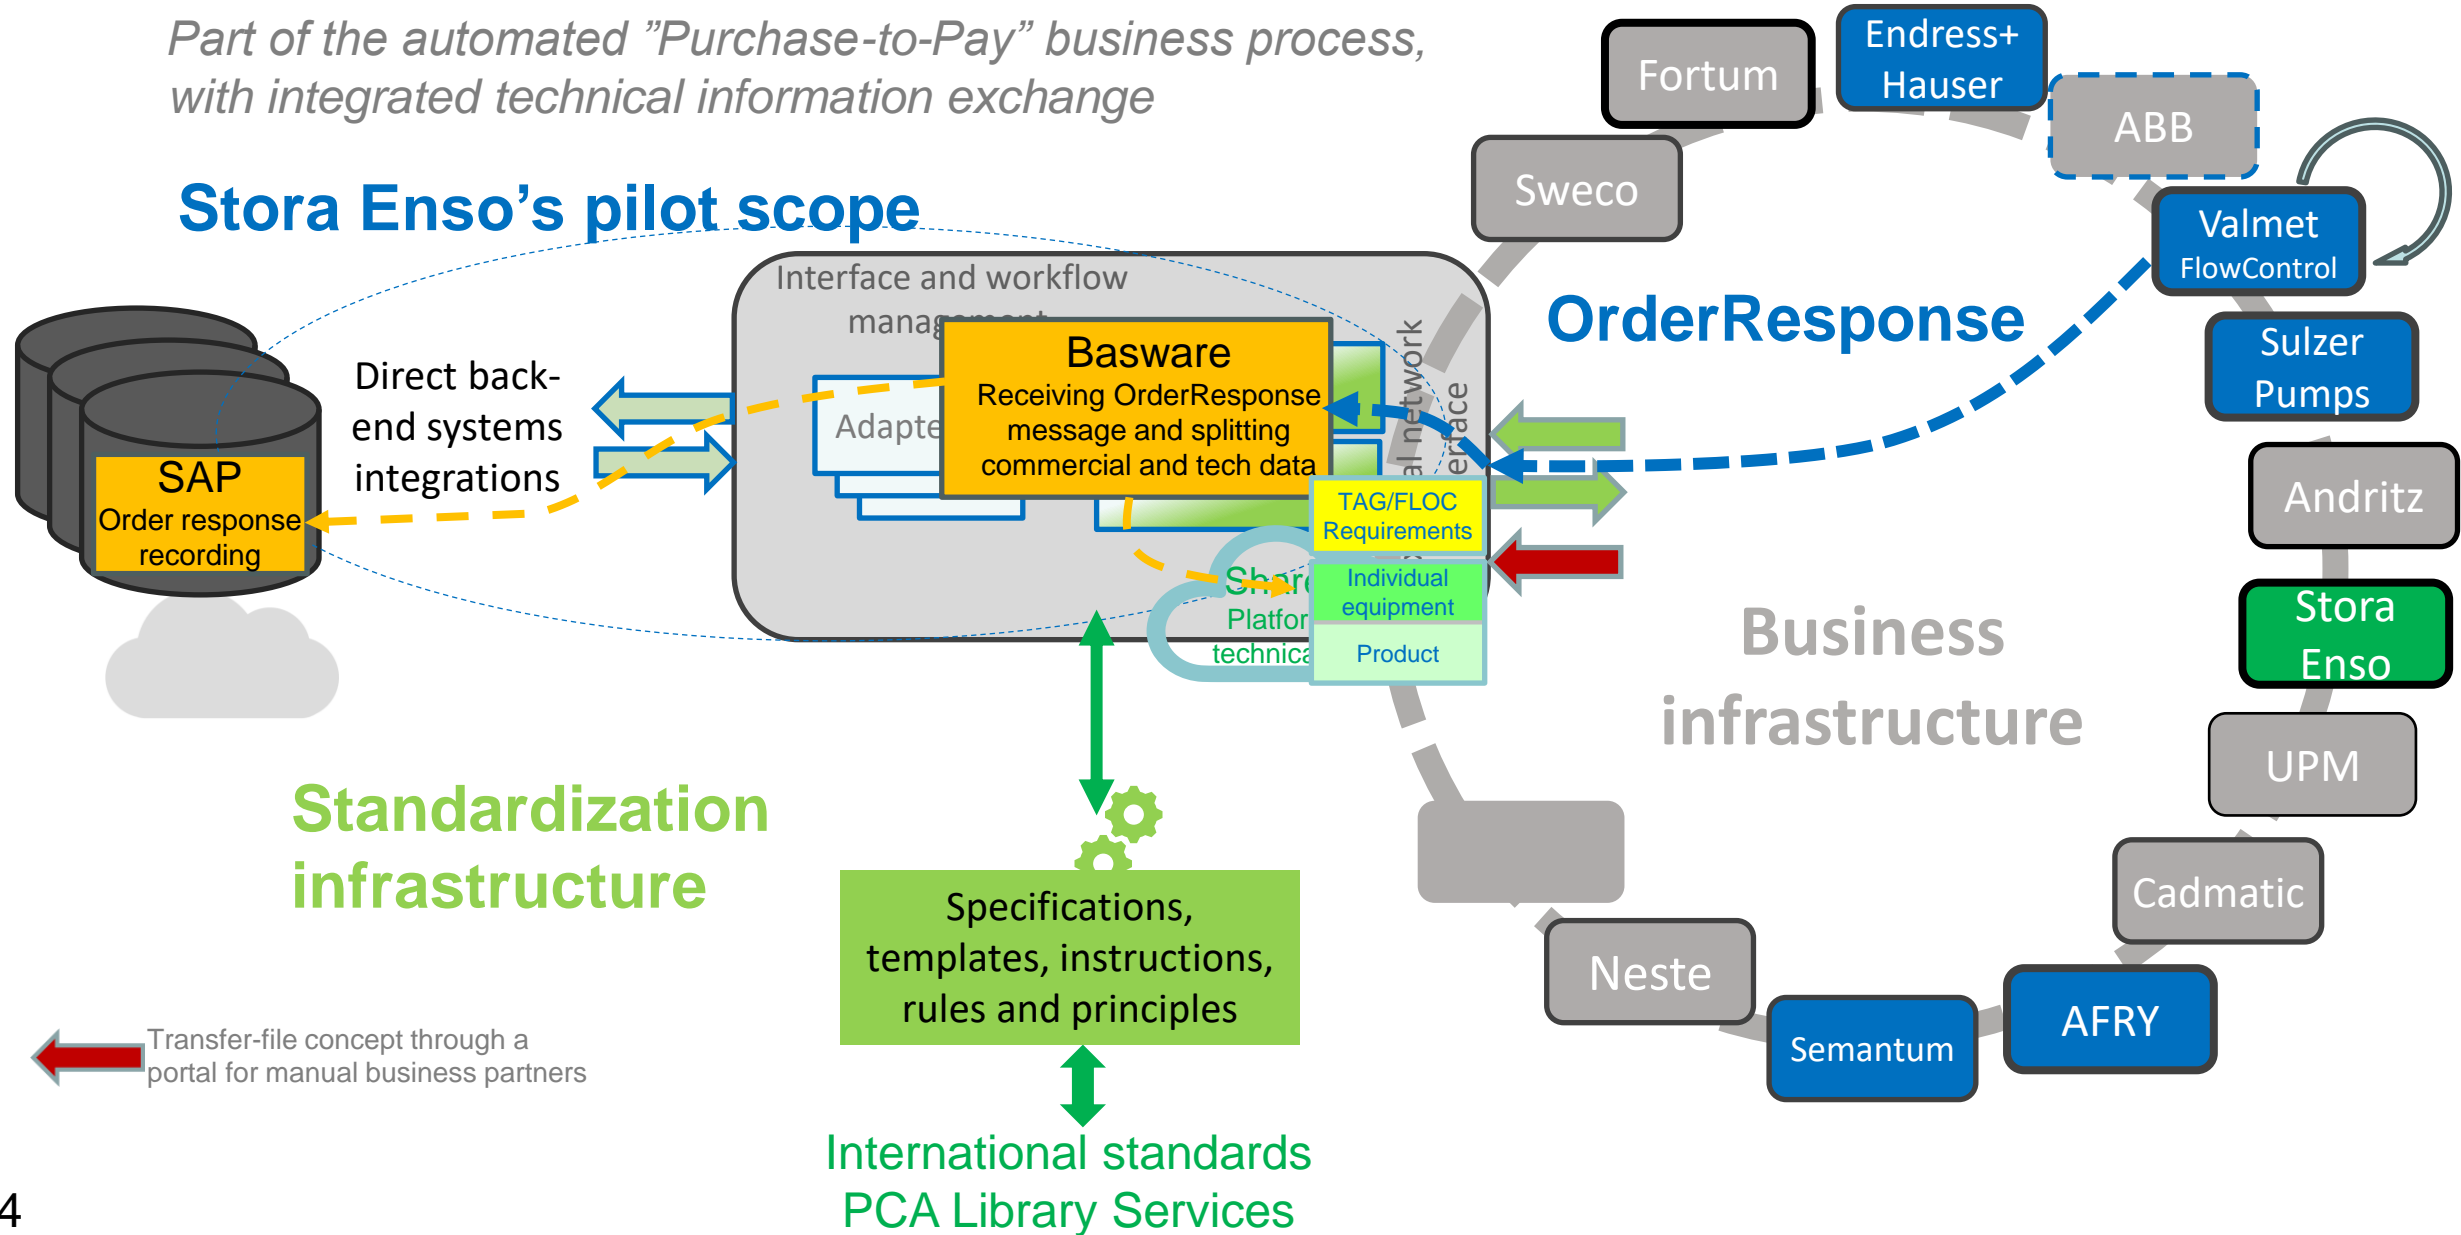 Part of the automated ”Purchase-to-Pay” business process,
with integrated technical information exchange
Stora Enso’s pilot scope
Interface and workflow
Basware
Receiving OrderResponse
message and splitting
commercial and tech data
Direct back-
end systems
integrations
SAP
Order response
recording
network
TAG/FLOC
Requirements
Individual
equipment
Product
OrderResponse
Business
infrastructure
Fortum
Endress+
Hauser
ABB
Sweco
Valmet
FlowControl
Sulzer
Pumps
Andritz
Stora
Enso
UPM
Cadmatic
AFRY
Semantum
Neste
Standardization
infrastructure
Specifications,
templates, instructions,
rules and principles
International standards
PCA Library Services
Transfer-file concept through a
portal for manual business partners
4